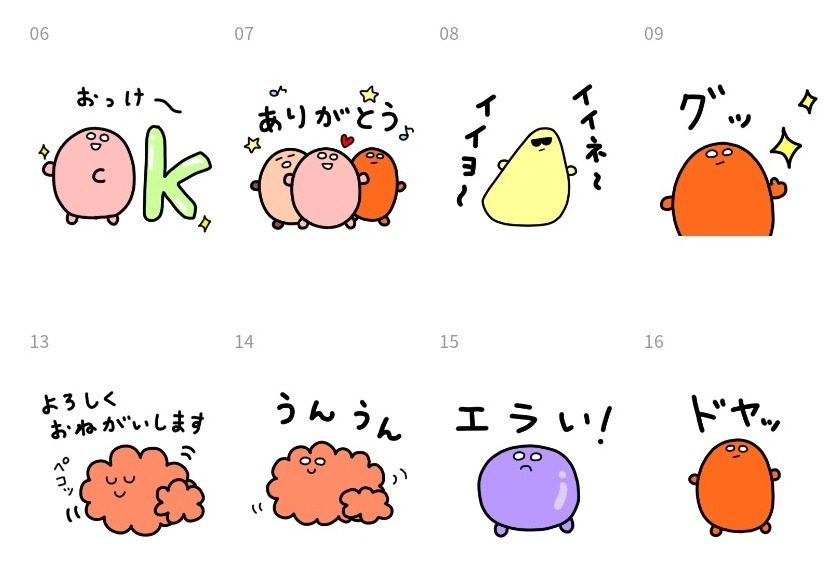 06
07
08
09
おっけ〜
k
ありがとう
イイヨ〜
イイネ〜
グッ
13
14
15
16
よろしく
おねがいします
ペコッ
うんうん
エラい!
ドヤッ